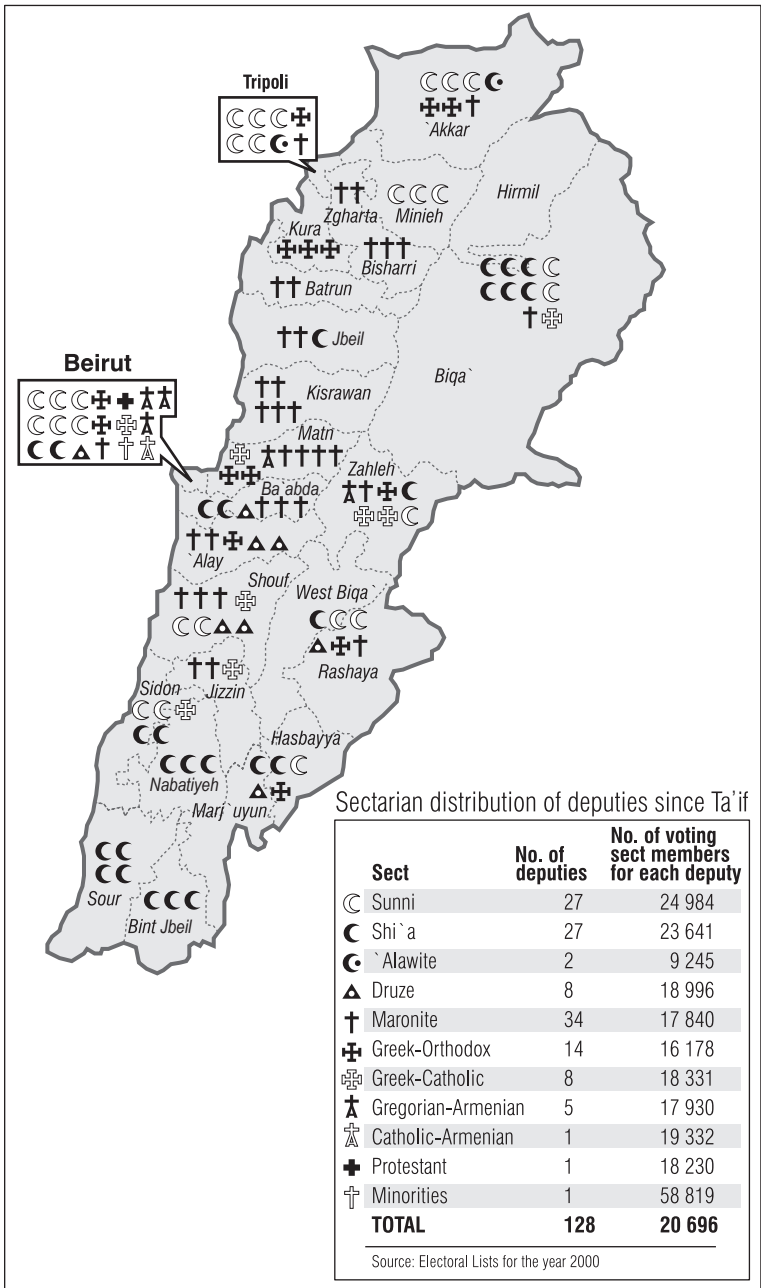 Tripoli
`Akkar
Hirmil
Zgharta
Minieh
Kura
Bisharri
Batrun
Jbeil
Beirut
Biqa`
Kisrawan
Matn
Zahleh
Ba abda
`Alay
Shouf
West Biqa`
Rashaya
Jizzin
Sidon
Hasbayya
Nabatiyeh
Marj uyun
Sour
Bint Jbeil
Sectarian distribution of deputies since Ta'if
Sect No. of deputies No. of voting sect members for each deputy
Sunni 27 24 984
Shi`a 27 23 641
`Alawite 2 9 245
Druze 8 18 996
Maronite 34 17 840
Greek-Orthodox 14 16 178
Greek-Catholic 8 18 331
Gregorian-Armenian 5 17 930
Catholic-Armenian 1 19 332
Protestant 1 18 230
Minorities 1 58 819
TOTAL 128 20 696
Source: Electoral Lists for the year 2000